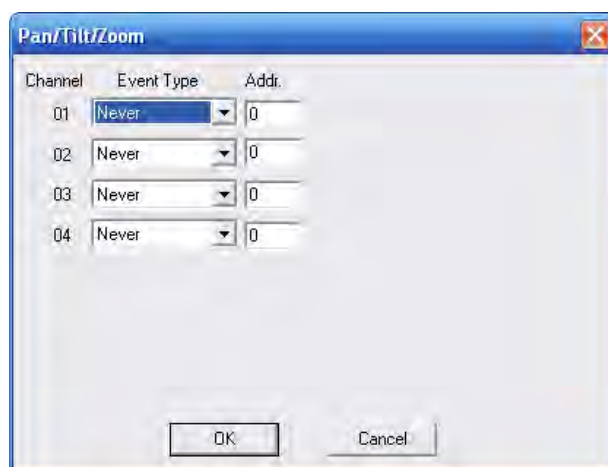 Pan/Tilt/Zoom
Channel Event Type Addr.
01 Never 0
02 Never 0
03 Never 0
04 Never 0
OK Cancel